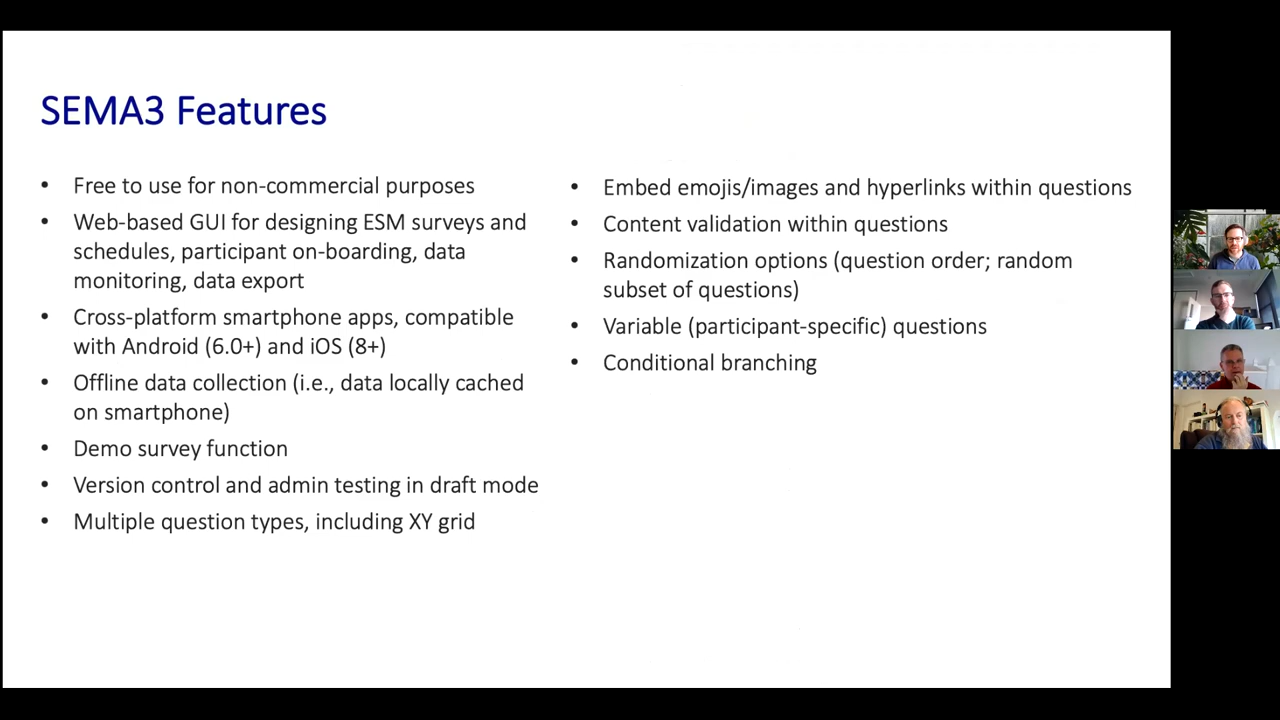 SEMA3 Features
• Free to use for non-commercial purposes
• Web-based GUI for designing ESM surveys and
schedules, participant on-boarding, data
monitoring, data export
• Cross-platform smartphone apps, compatible
with Android (6.0+) and iOS (8+)
• Offline data collection (i.e., data locally cached
on smartphone)
• Demo survey function
• Version control and admin testing in draft mode
• Multiple question types, including XY grid
• Embed emojis/images and hyperlinks within questions
• Content validation within questions
• Randomization options (question order; random
subset of questions)
• Variable (participant-specific) questions
• Conditional branching